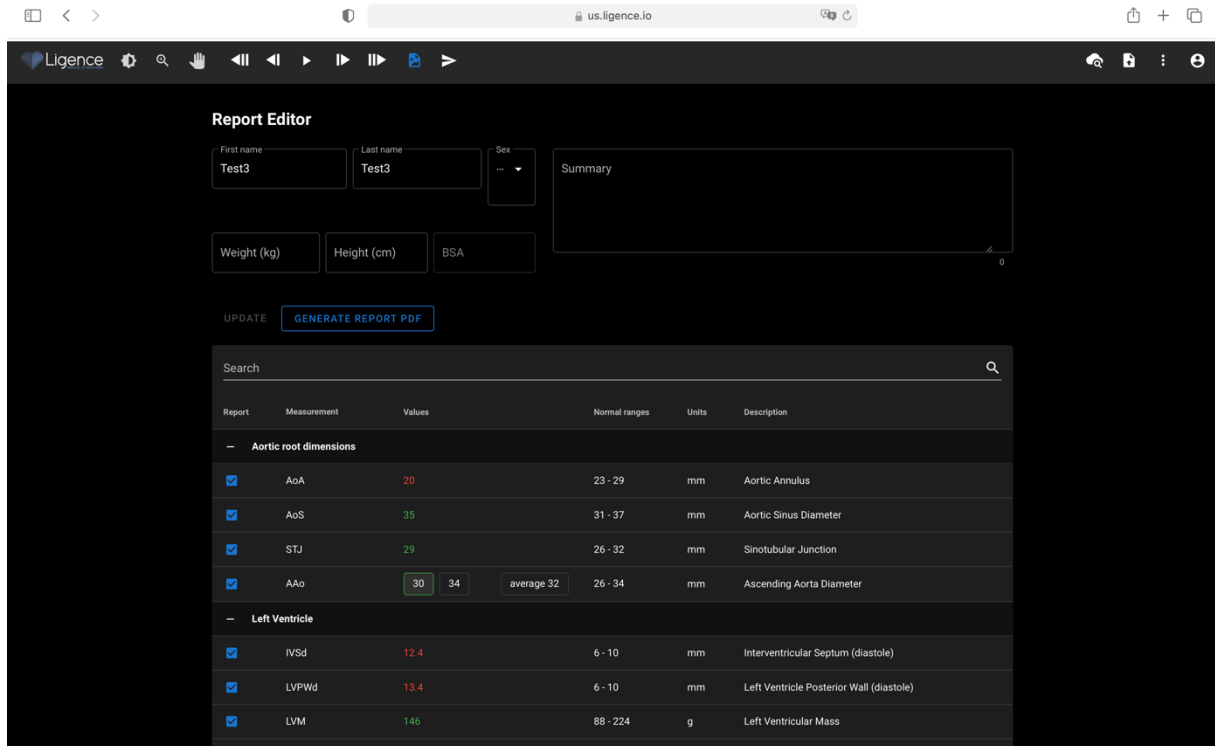 us.ligence.io
Ligence
Report Editor
First name
Test3
Last name
Test3
Sex
...
Summary
Weight (kg)
Height (cm)
BSA
0
UPDATE
GENERATE REPORT PDF
Search
Report Measurement Values Normal ranges Units Description
– Aortic root dimensions
AoA 20 23 - 29 mm Aortic Annulus
AoS 35 31 - 37 mm Aortic Sinus Diameter
STJ 29 26 - 32 mm Sinotubular Junction
AAo 30 34 average 32 26 - 34 mm Ascending Aorta Diameter
– Left Ventricle
IVSd 12.4 6 - 10 mm Interventricular Septum (diastole)
LVPWd 13.4 6 - 10 mm Left Ventricle Posterior Wall (diastole)
LVM 146 88 - 224 g Left Ventricular Mass